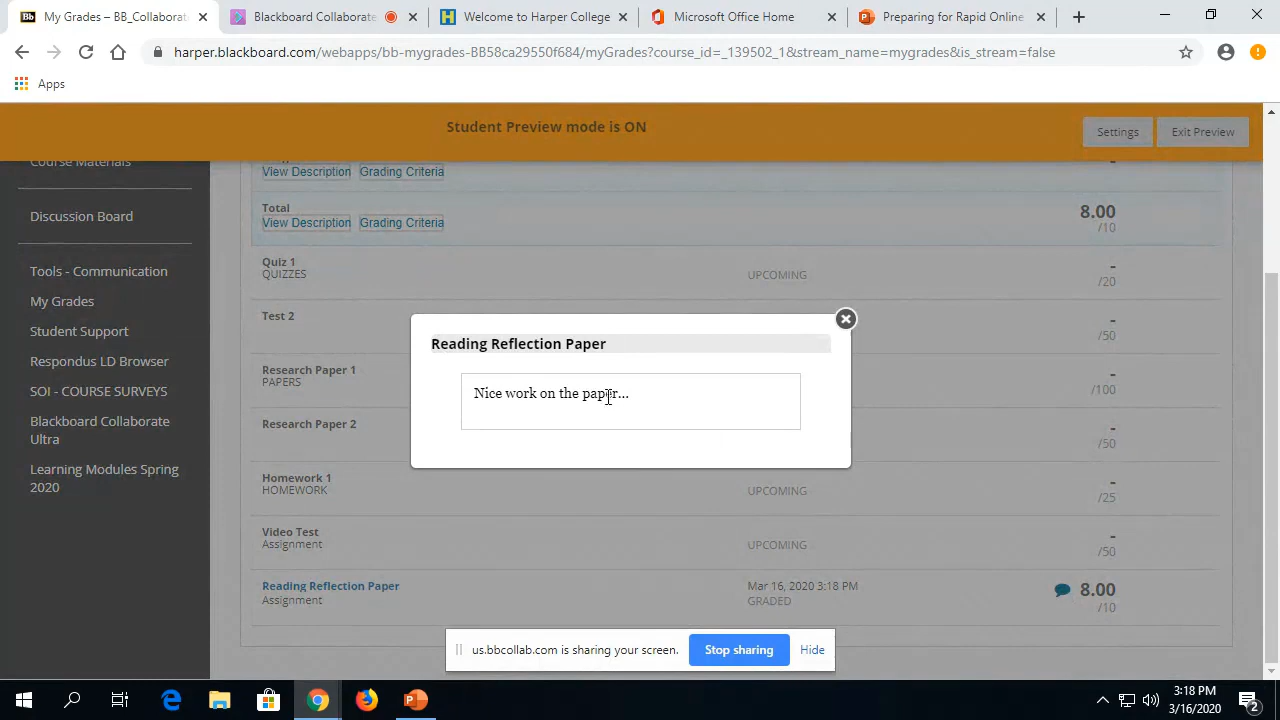 My Grades – BB_Collaborat
Blackboard Collaborate
Welcome to Harper College
Microsoft Office Home
Preparing for Rapid Online
harper.blackboard.com/webapps/bb-mygrades-BB58ca29550f684/myGrades?course_id=_139502_1&stream_name=mygrades&is_stream=false
Apps
Student Preview mode is ON
Settings
Exit Preview
Course Materials
Discussion Board
Tools - Communication
My Grades
Student Support
Respondus LD Browser
SOI - COURSE SURVEYS
Blackboard Collaborate
Ultra
Learning Modules Spring
2020
View Description Grading Criteria
-
Total
View Description Grading Criteria
8.00
/10
Quiz 1
QUIZZES
UPCOMING
-
/20
Test 2
-
/50
Research Paper 1
PAPERS
-
/100
Research Paper 2
-
/50
Homework 1
HOMEWORK
UPCOMING
-
/25
Video Test
Assignment
UPCOMING
-
/50
Reading Reflection Paper
Assignment
Mar 16, 2020 3:18 PM
GRADED
8.00
/10
Reading Reflection Paper
Nice work on the paper...
us.bbcollab.com is sharing your screen.
Stop sharing
Hide
3:18 PM
3/16/2020
2